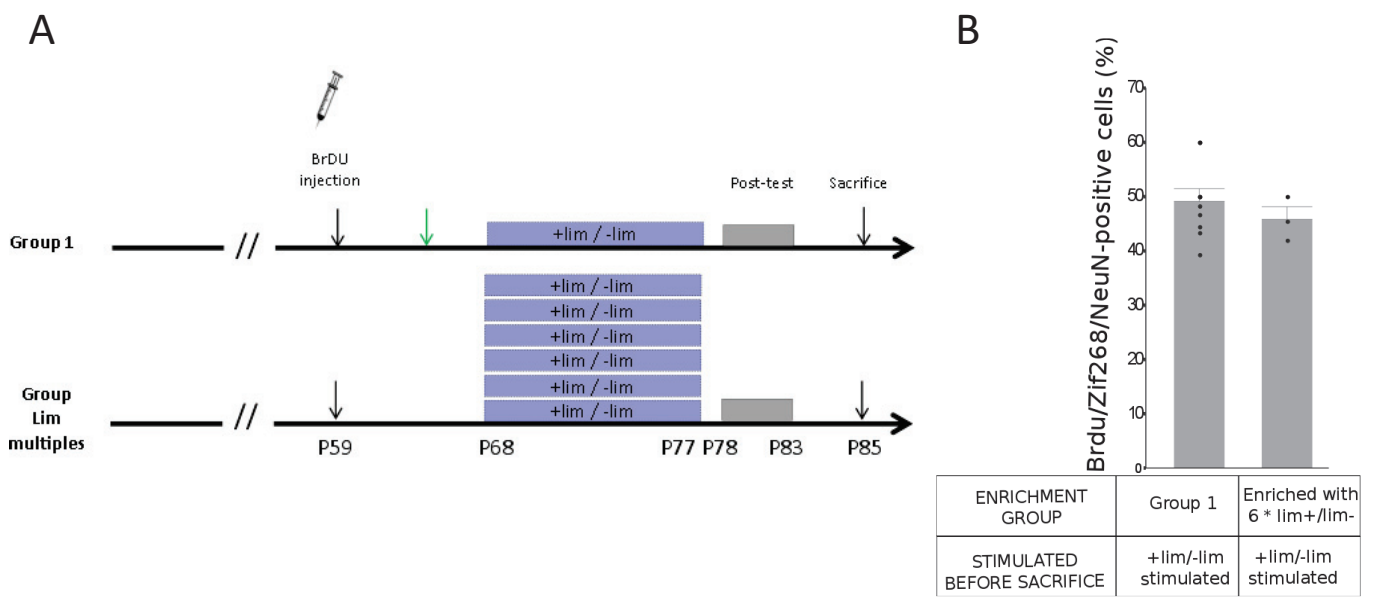 A
BrDU
injection
Post-test
Sacrifice
Group 1
//
+lim / -lim
+lim / -lim
+lim / -lim
+lim / -lim
+lim / -lim
+lim / -lim
+lim / -lim
Group
Lim
multiples
//
P59
P68
P77
P78
P83
P85
B
Brdu/Zif268/NeuN-positive cells (%)
70
60
50
40
30
20
10
0
ENRICHMENT
GROUP
Group 1
Enriched with
6 * lim+/lim-
STIMULATED
BEFORE SACRIFICE
+lim/-lim
stimulated
+lim/-lim
stimulated